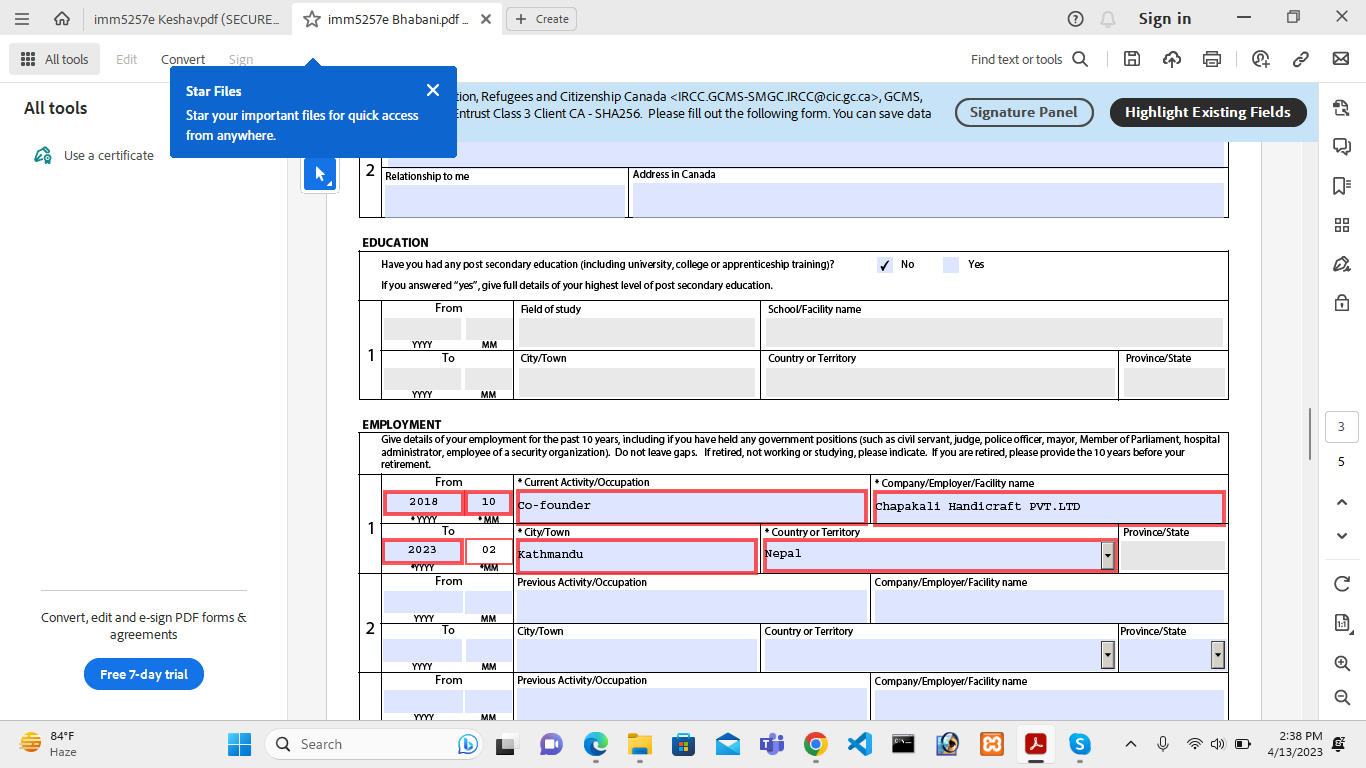 imm5257e Keshav.pdf (SECURE...
imm5257e Bhabani.pdf ...
Create
Sign in
All tools
Edit
Convert
Sign
Find text or tools
Star Files
Star your important files for quick access
from anywhere.
tion, Refugees and Citizenship Canada <IRCC.GCMS-SMGC.IRCC@cic.gc.ca>, GCMS,
Entrust Class 3 Client CA - SHA256. Please fill out the following form. You can save data
Signature Panel
Highlight Existing Fields
All tools
Use a certificate
2
Relationship to me
Address in Canada
EDUCATION
Have you had any post secondary education (including university, college or apprenticeship training)?
✓ No
Yes
If you answered “yes”, give full details of your highest level of post secondary education.
1
From
Field of study
School/Facility name
YYYY MM
To
City/Town
Country or Territory
Province/State
YYYY MM
EMPLOYMENT
Give details of your employment for the past 10 years, including if you have held any government positions (such as civil servant, judge, police officer, mayor, Member of Parliament, hospital
administrator, employee of a security organization). Do not leave gaps. If retired, not working or studying, please indicate. If you are retired, please provide the 10 years before your
retirement.
1
From
* Current Activity/Occupation
* Company/Employer/Facility name
2018 10
Co-founder
Chapakali Handicraft PVT.LTD
* YYYY * MM
To
* City/Town
* Country or Territory
Province/State
2023 02
Kathmandu
Nepal
*YYYY *MM
2
From
Previous Activity/Occupation
Company/Employer/Facility name
YYYY MM
To
City/Town
Country or Territory
Province/State
YYYY MM
From
Previous Activity/Occupation
Company/Employer/Facility name
YYYY MM
Convert, edit and e-sign PDF forms &
agreements
Free 7-day trial
3
5
1:1
84°F
Haze
Search
2:38 PM
4/13/2023